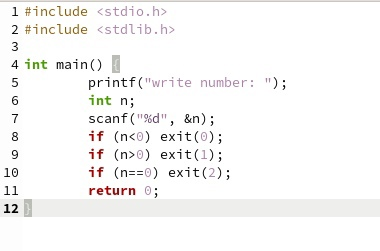 1 #include <stdio.h>
2 #include <stdlib.h>
3
4 int main() {
5         printf("write number: ");
6         int n;
7         scanf("%d", &n);
8         if (n<0) exit(0);
9         if (n>0) exit(1);
10         if (n==0) exit(2);
11         return 0;
12 }